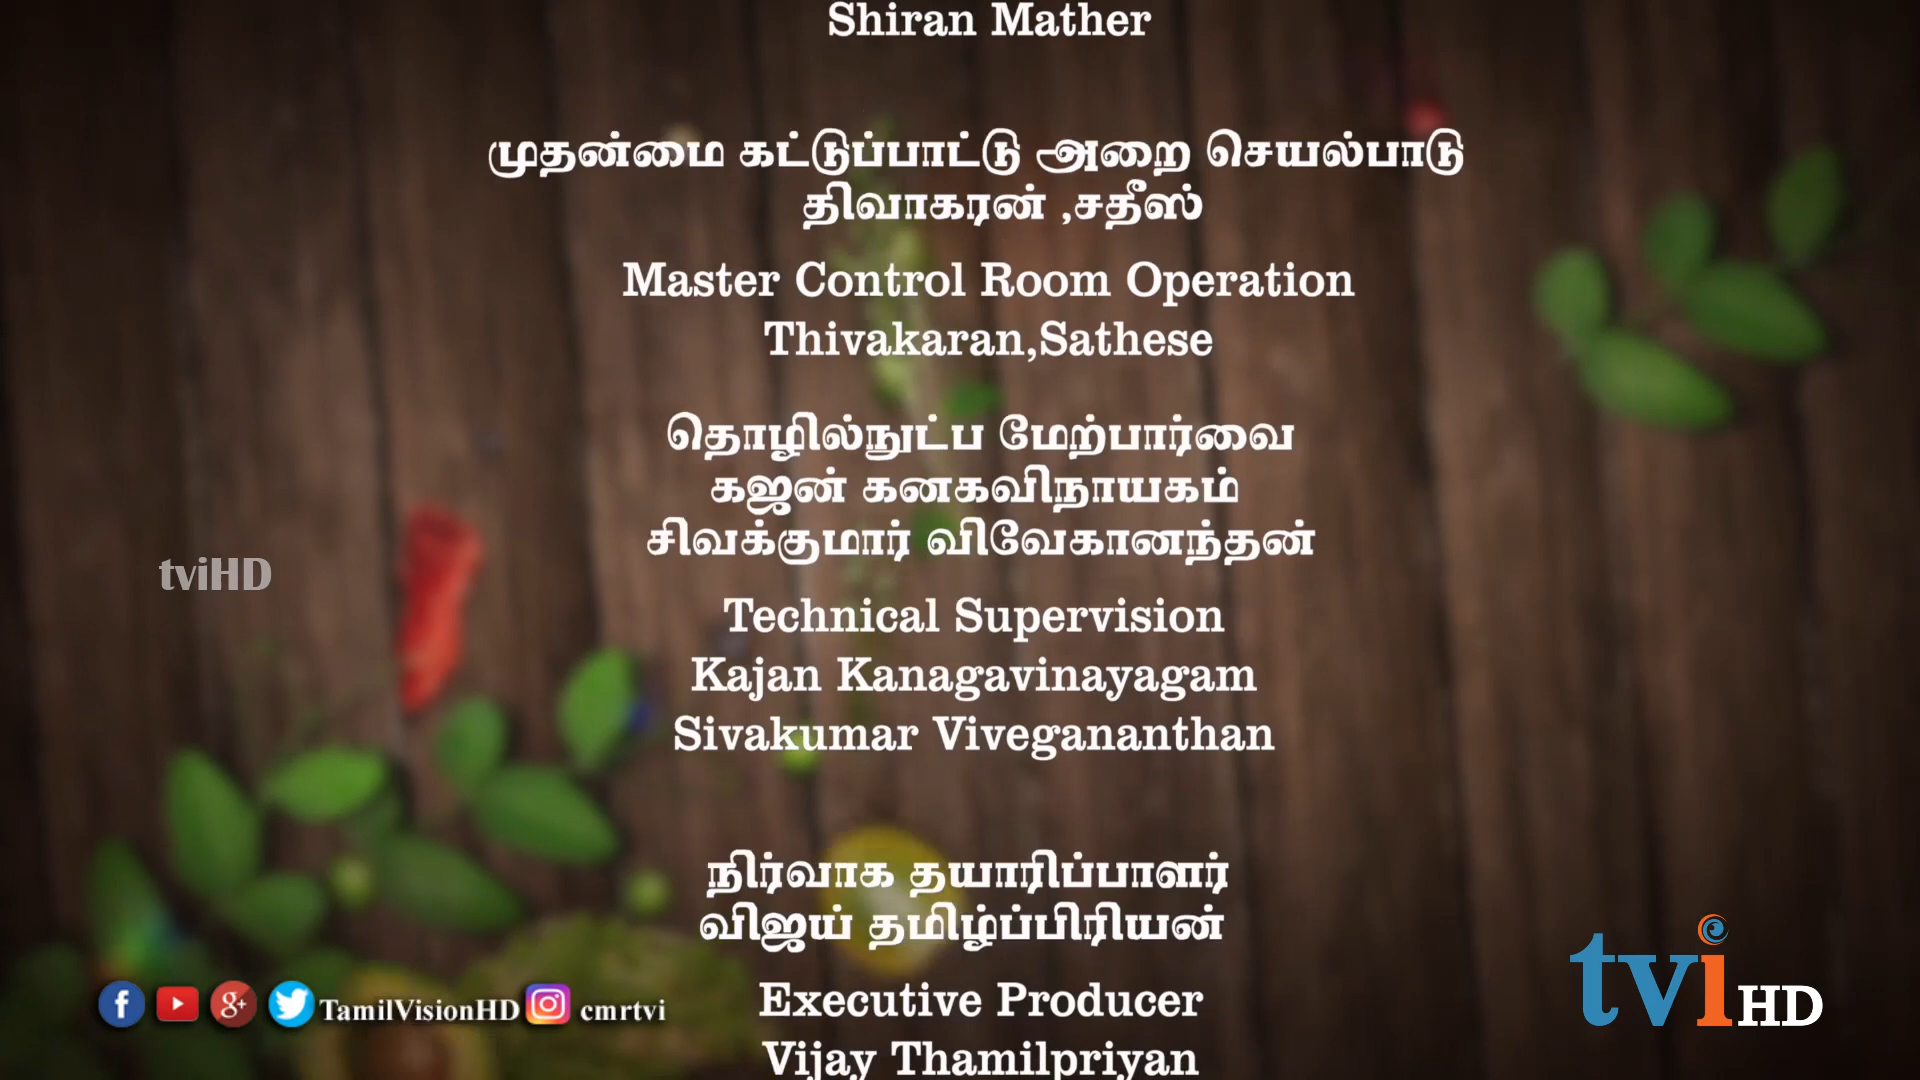 Shiran Mather
முதன்மை கட்டுப்பாட்டு அறை செயல்பாடு
திவாகரன் ,சதீஸ்
Master Control Room Operation
Thivakaran,Sathese
தொழில்நுட்ப மேற்பார்வை
கஜன் கனகவிநாயகம்
சிவக்குமார் விவேகானந்தன்
tviHD
Technical Supervision
Kajan Kanagavinayagam
Sivakumar Vivegananthan
நிர்வாக தயாரிப்பாளர்
விஜய் தமிழ்ப்பிரியன்
Executive Producer
Vijay Thamilpriyan
TamilVisionHD cmrtvi
tvi HD